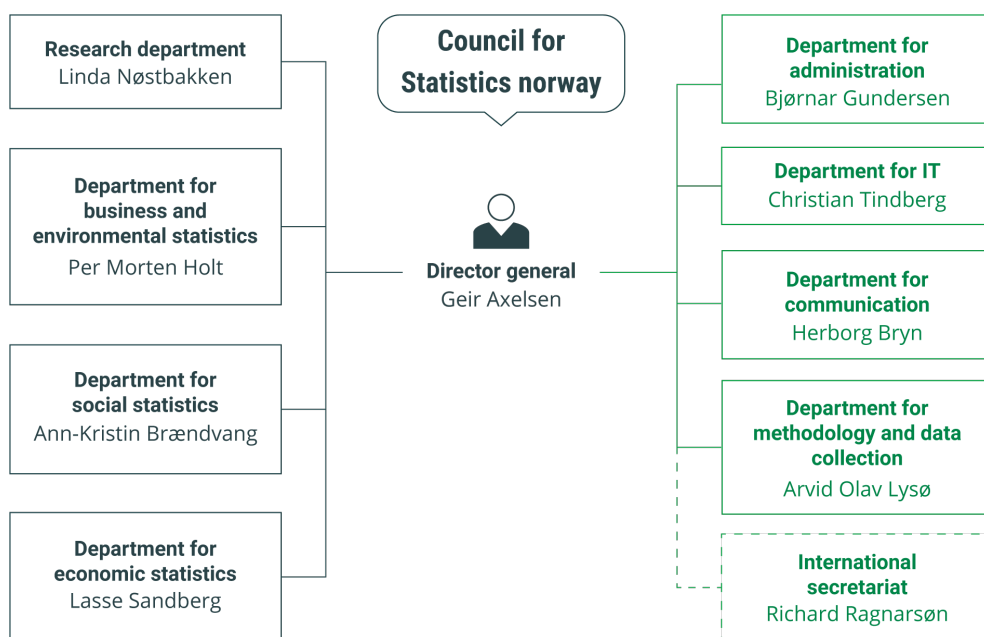 Research department
Linda Nøstbakken
Department for
business and
environmental statistics
Per Morten Holt
Department for
social statistics
Ann-Kristin Brændvang
Department for
economic statistics
Lasse Sandberg
Council for
Statistics norway
Director general
Geir Axelsen
Department for
administration
Bjørnar Gundersen
Department for IT
Christian Tindberg
Department for
communication
Herborg Bryn
Department for
methodology and data
collection
Arvid Olav Lysø
International
secretariat
Richard Ragnarsøn